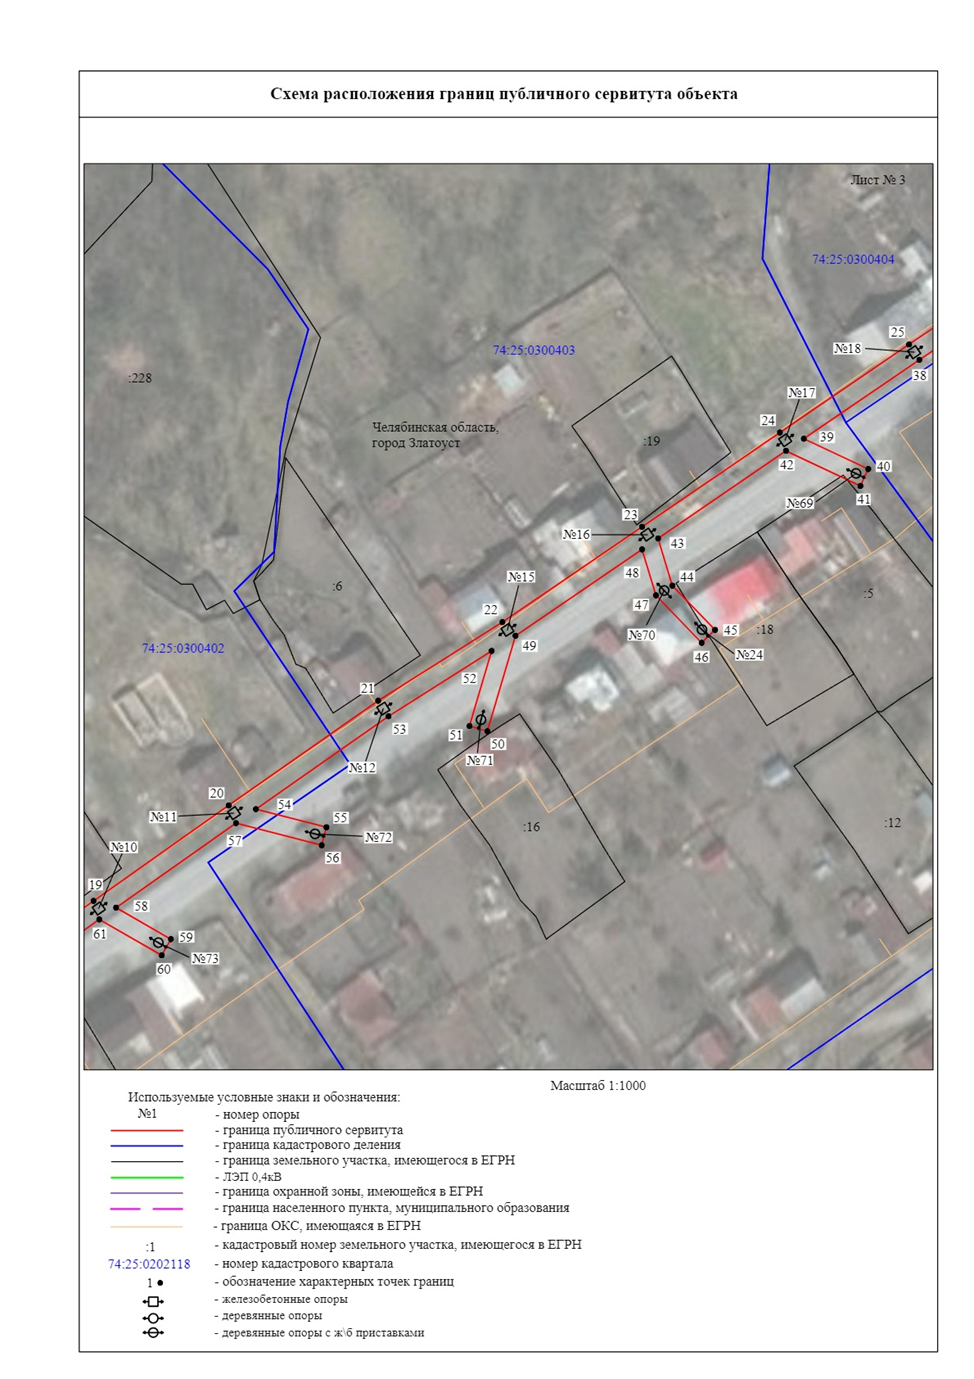 Схема расположения границ публичного сервитута объекта
Лист № 3
74:25:0300404
25
№18
74:25:0300403
38
:228
№17
24
39
Челябинская область,
город Златоуст
:19
42
40
41
№69
23
№16
43
48
44
:6
№15
47
:5
22
45
:18
№70
49
46
№24
74:25:0300402
52
21
53
51
50
№71
№12
20
54
№11
55
:16
:12
57
№72
56
№10
19
58
61
59
№73
60
Масштаб 1:1000
Используемые условные знаки и обозначения:
№1 - номер опоры
- граница публичного сервитута
- граница кадастрового деления
- граница земельного участка, имеющегося в ЕГРН
- ЛЭП 0,4кВ
- граница охранной зоны, имеющейся в ЕГРН
- граница населенного пункта, муниципального образования
- граница ОКС, имеющаяся в ЕГРН
:1 - кадастровый номер земельного участка, имеющегося в ЕГРН
74:25:0202118 - номер кадастрового квартала
1 - обозначение характерных точек границ
- железобетонные опоры
- деревянные опоры
- деревянные опоры с ж\б приставками